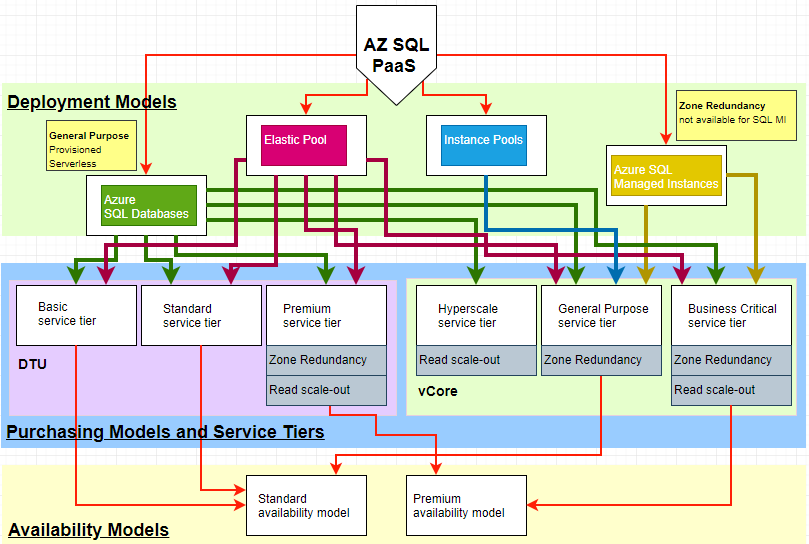 AZ SQL
PaaS
Deployment Models
General Purpose
Provisioned
Serverless
Elastic Pool
Instance Pools
Zone Redundancy
not available for SQL MI
Azure
SQL Databases
Azure SQL
Managed Instances
Basic
service tier
Standard
service tier
Premium
service tier
Hyperscale
service tier
General Purpose
service tier
Business Critical
service tier
DTU
Zone Redundancy
Read scale-out
Read scale-out
Zone Redundancy
Zone Redundancy
Read scale-out
vCore
Purchasing Models and Service Tiers
Standard
availability model
Premium
availability model
Availability Models